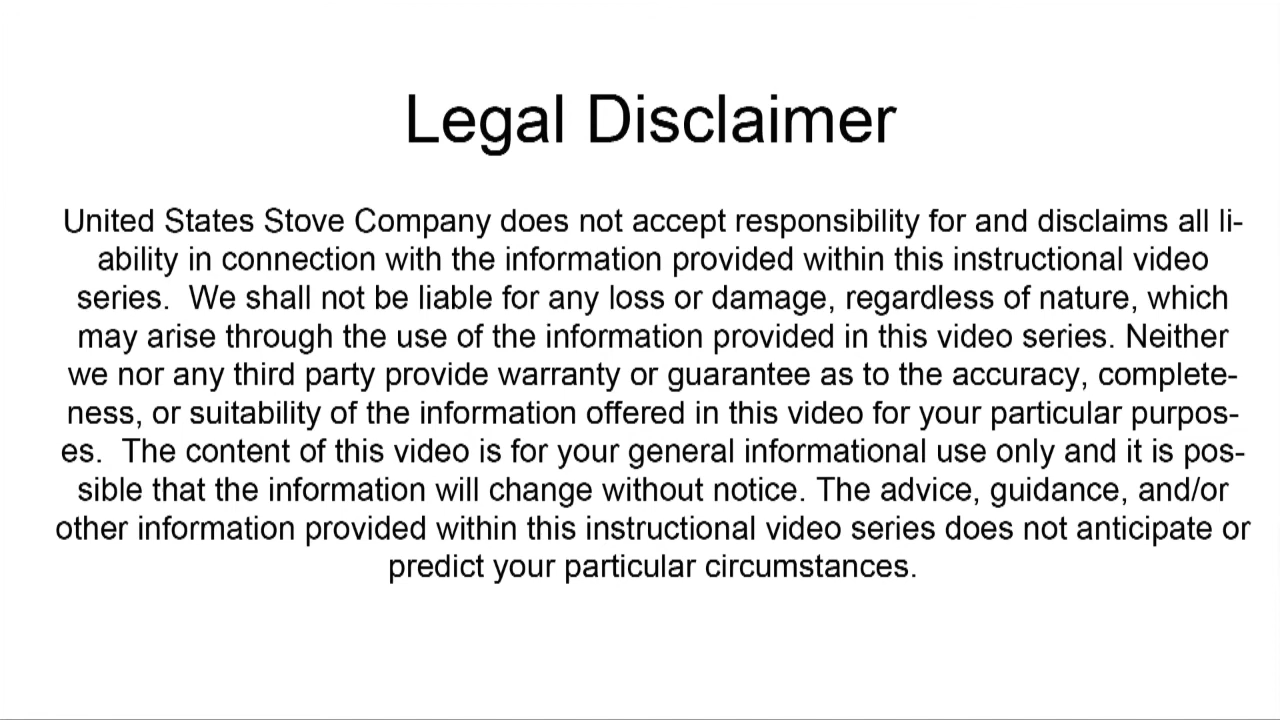 Legal Disclaimer
United States Stove Company does not accept responsibility for and disclaims all li-
ability in connection with the information provided within this instructional video
series.  We shall not be liable for any loss or damage, regardless of nature, which
may arise through the use of the information provided in this video series. Neither
we nor any third party provide warranty or guarantee as to the accuracy, complete-
ness, or suitability of the information offered in this video for your particular purpos-
es.  The content of this video is for your general informational use only and it is pos-
sible that the information will change without notice. The advice, guidance, and/or
other information provided within this instructional video series does not anticipate or
predict your particular circumstances.